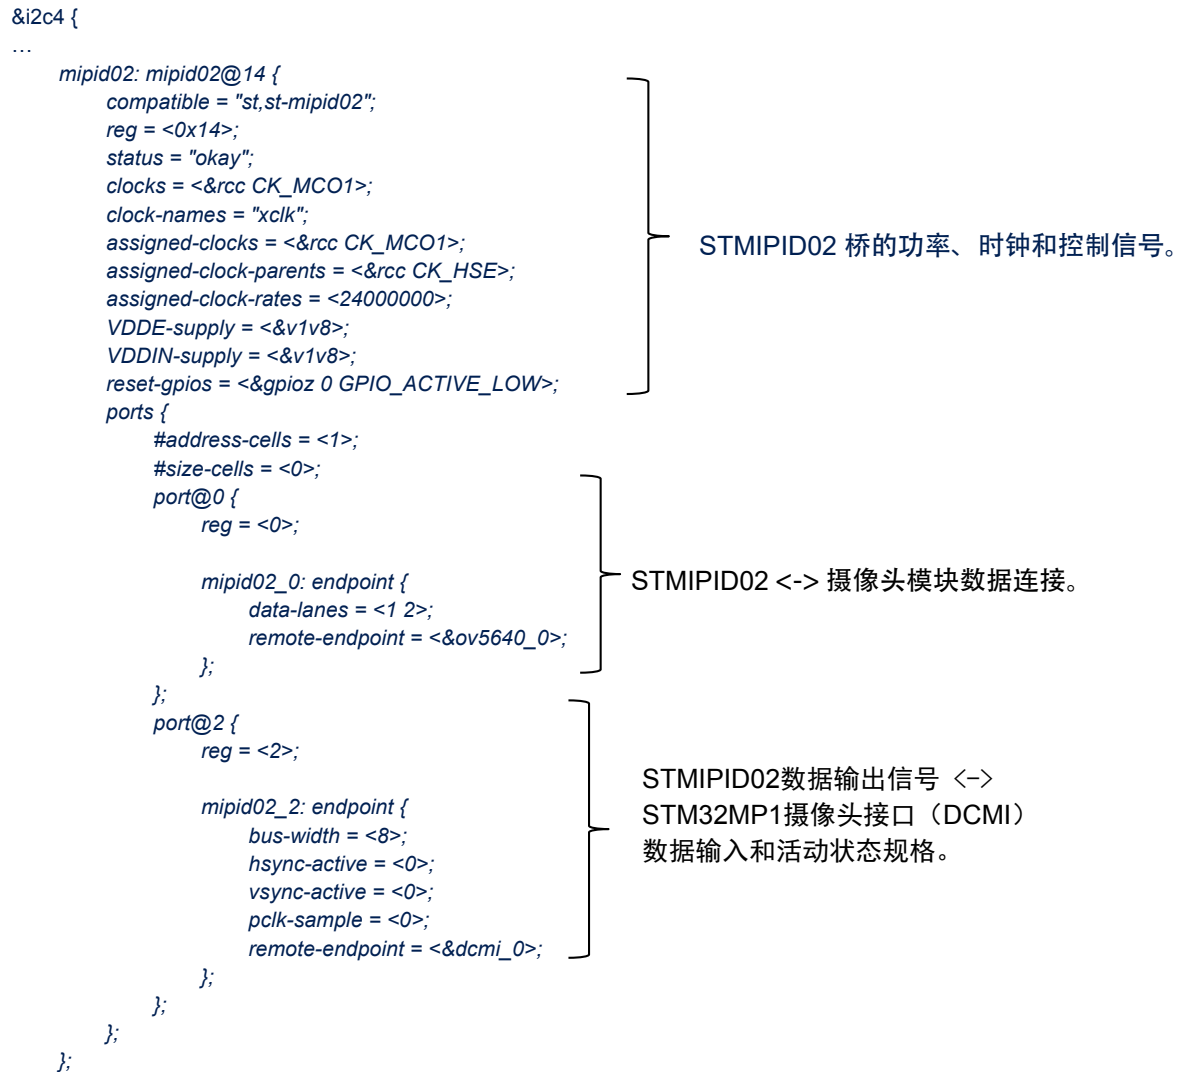 &i2c4 {
…
mipid02: mipid02@14 {
compatible = "st,st-mipid02";
reg = <0x14>;
status = "okay";
clocks = <&rcc CK_MCO1>;
clock-names = "xclk";
assigned-clocks = <&rcc CK_MCO1>;
assigned-clock-parents = <&rcc CK_HSE>;
assigned-clock-rates = <24000000>;
VDDE-supply = <&v1v8>;
VDDIN-supply = <&v1v8>;
reset-gpios = <&gpioz 0 GPIO_ACTIVE_LOW>;
STMIPID02 桥的功率、时钟和控制信号。
ports {
#address-cells = <1>;
#size-cells = <0>;
port@0 {
reg = <0>;
mipid02_0: endpoint {
data-lanes = <1 2>;
remote-endpoint = <&ov5640_0>;
};
};
STMIPID02 <-> 摄像头模块数据连接。
port@2 {
reg = <2>;
mipid02_2: endpoint {
bus-width = <8>;
hsync-active = <0>;
vsync-active = <0>;
pclk-sample = <0>;
remote-endpoint = <&dcmi_0>;
};
};
};
};
STMIPID02数据输出信号 <->
STM32MP1摄像头接口（DCMI）
数据输入和活动状态规格。